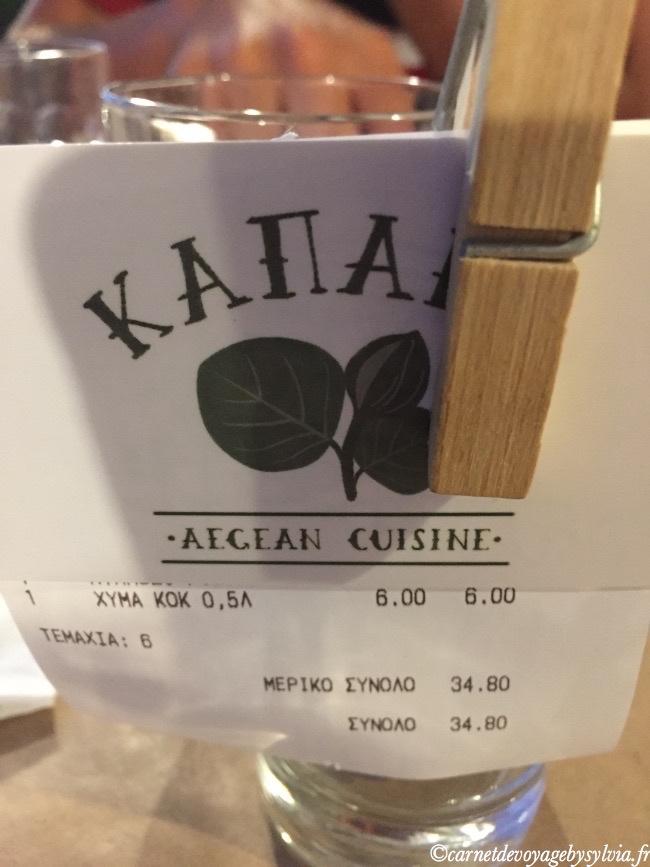 ΚΑΠΑ
·AEGEAN CUISINE·
1 ΧΥΜΑ ΚΟΚ 0,5Λ 6.00 6.00
ΤΕΜΑΧΙΑ: 6
ΜΕΡΙΚΟ ΣΥΝΟΛΟ 34.80
ΣΥΝΟΛΟ 34.80
©carnetdevoyagebysylvia.fr